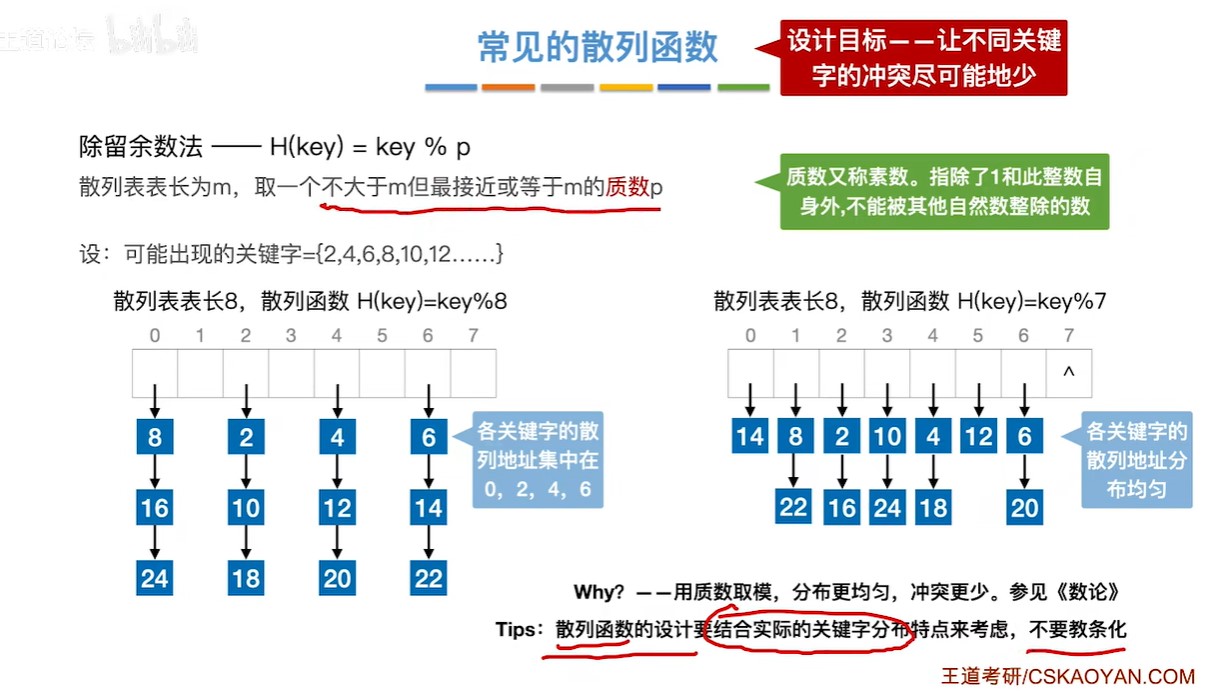 王道论坛 bilibili
常见的散列函数
设计目标——让不同关键
字的冲突尽可能地少
除留余数法 —— H(key) = key % p
散列表表长为m，取一个不大于m但最接近或等于m的质数p
质数又称素数。指除了1和此整数自
身外,不能被其他自然数整除的数
设：可能出现的关键字={2,4,6,8,10,12……}
散列表表长8，散列函数 H(key)=key%8
0 1 2 3 4 5 6 7
8 2 4 6
16 10 12 14
24 18 20 22
各关键字的散
列地址集中在
0，2，4，6
散列表表长8，散列函数 H(key)=key%7
0 1 2 3 4 5 6 7
^
14 8 2 10 4 12 6
22 16 24 18 20
各关键字的
散列地址分
布均匀
Why？——用质数取模，分布更均匀，冲突更少。参见《数论》
Tips：散列函数的设计要结合实际的关键字分布特点来考虑，不要教条化
王道考研/CSKAOYAN.COM